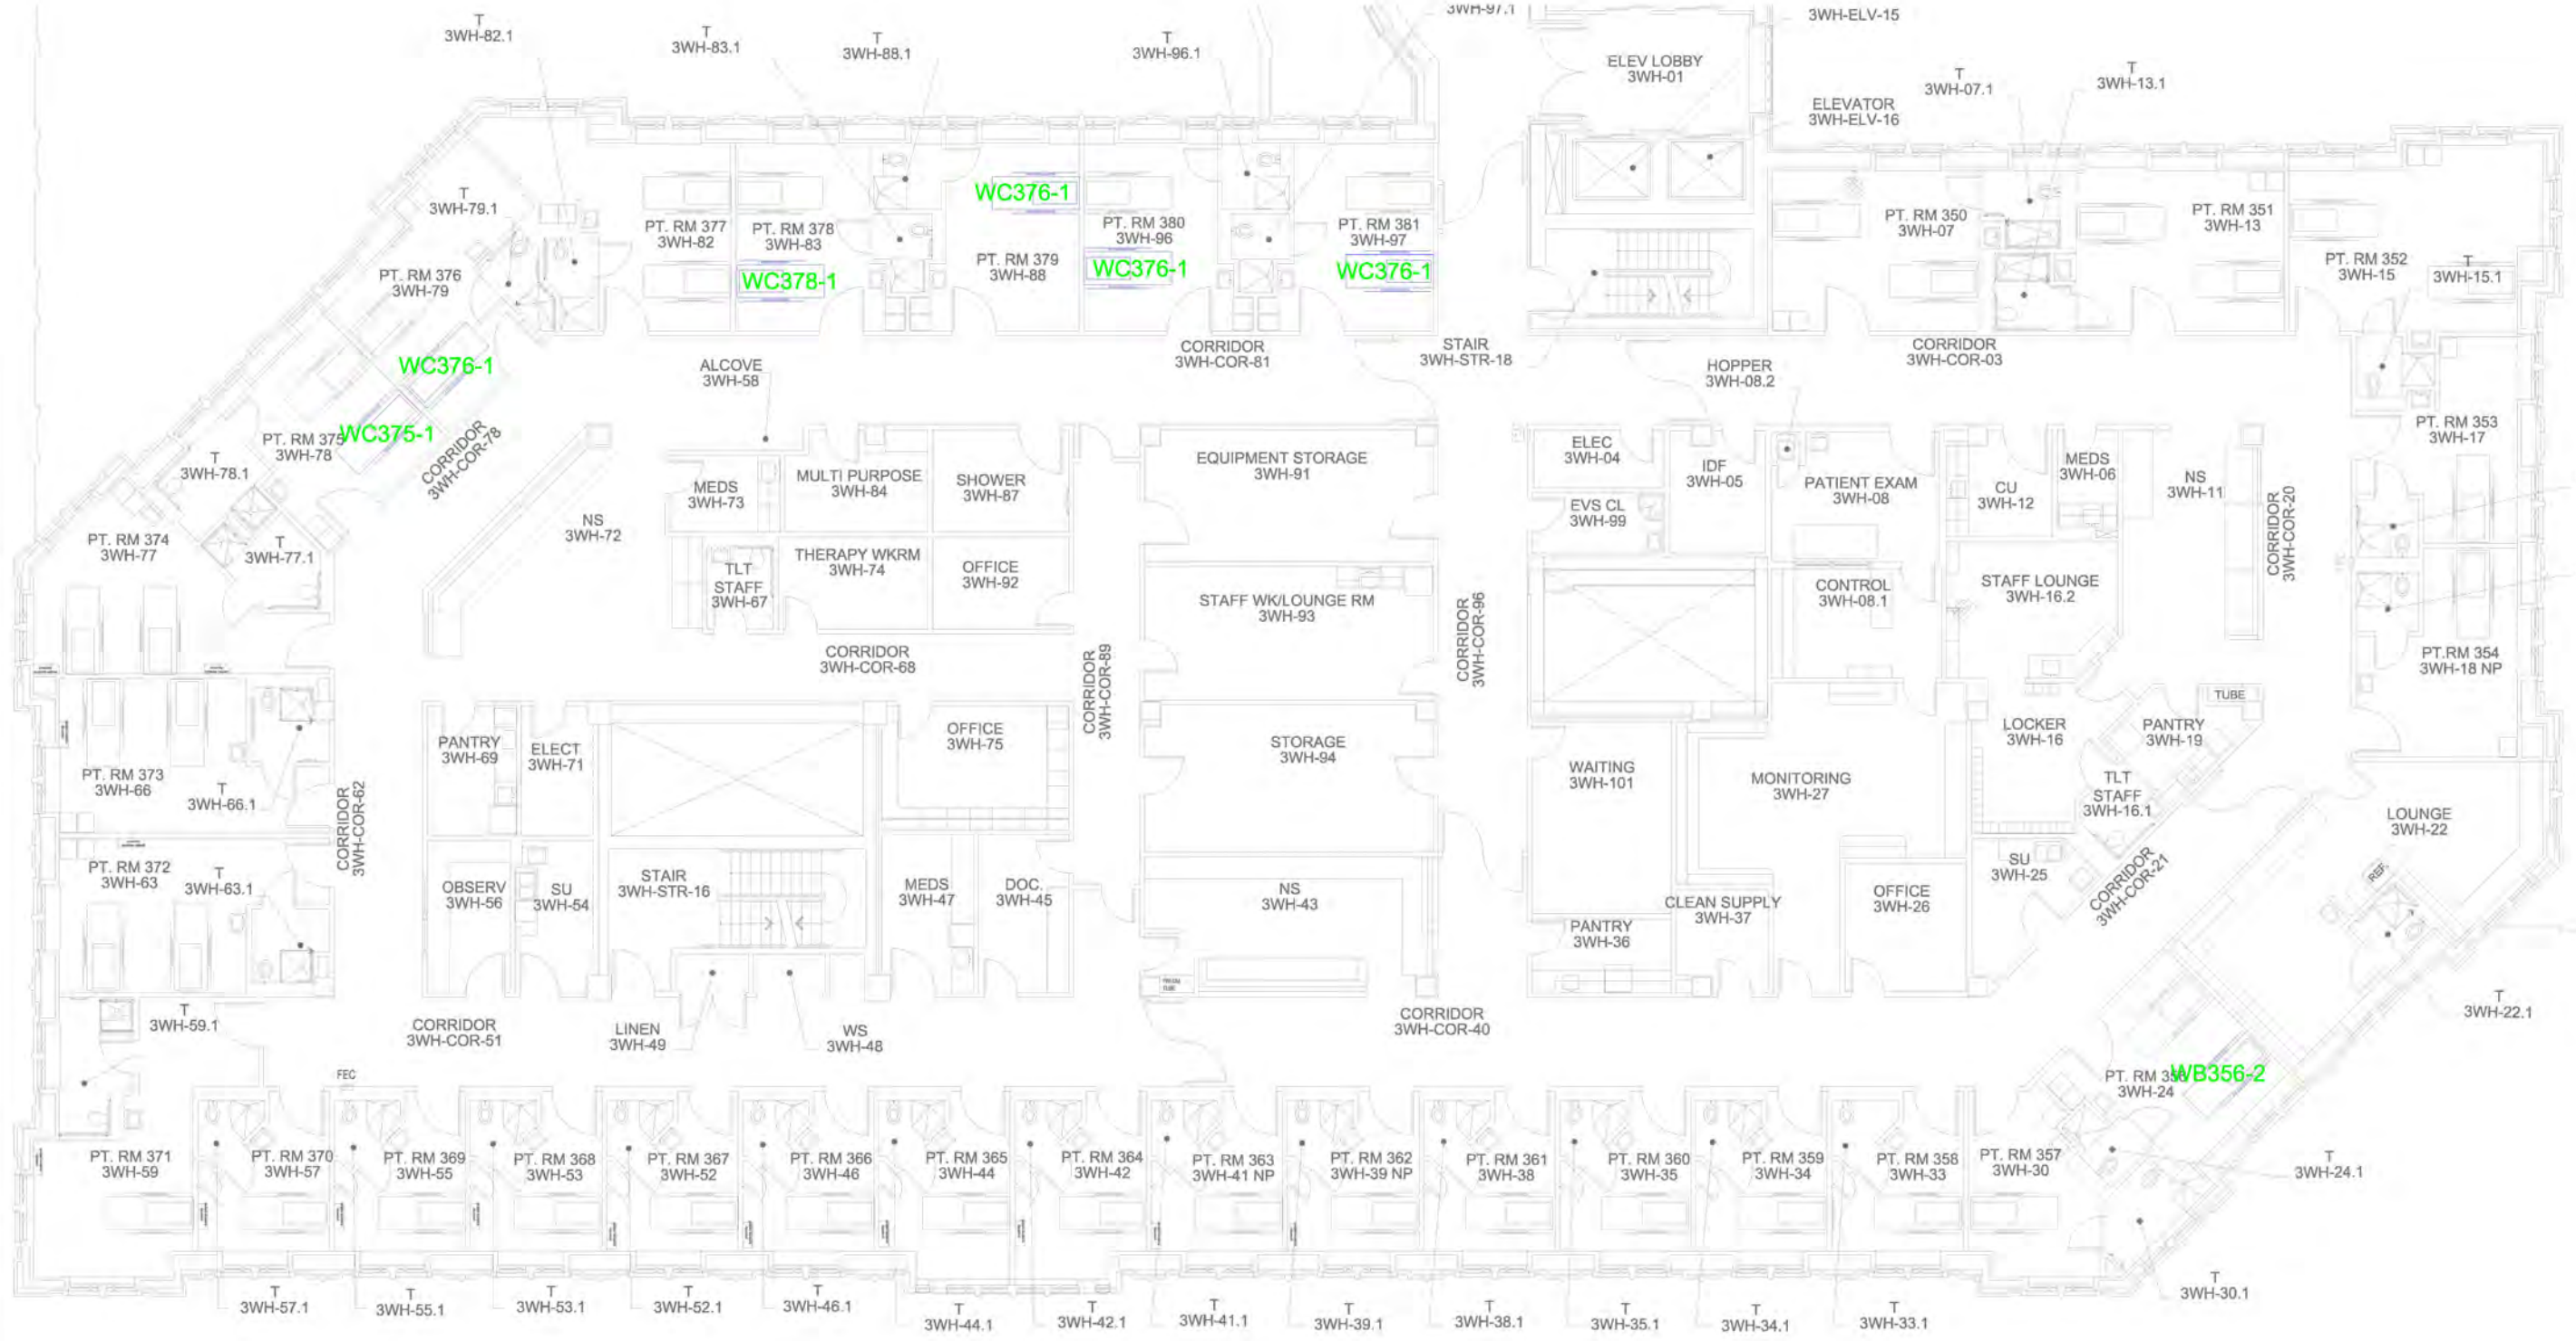 T
3WH-82.1
T
3WH-83.1
T
3WH-88.1
T
3WH-96.1
3WH-97.1
3WH-ELV-15
ELEV LOBBY
3WH-01
T
3WH-07.1
T
3WH-13.1
ELEVATOR
3WH-ELV-16
T
3WH-79.1
WC376-1
PT. RM 377
3WH-82
PT. RM 378
3WH-83
PT. RM 380
3WH-96
PT. RM 381
3WH-97
PT. RM 350
3WH-07
PT. RM 351
3WH-13
PT. RM 376
3WH-79
WC378-1
PT. RM 379
3WH-88
WC376-1
WC376-1
PT. RM 352
3WH-15
T
3WH-15.1
WC376-1
ALCOVE
3WH-58
CORRIDOR
3WH-COR-81
STAIR
3WH-STR-18
HOPPER
3WH-08.2
CORRIDOR
3WH-COR-03
PT. RM 375
3WH-78
WC375-1
CORRIDOR
3WH-COR-78
T
3WH-78.1
PT. RM 353
3WH-17
MEDS
3WH-73
MULTI PURPOSE
3WH-84
SHOWER
3WH-87
EQUIPMENT STORAGE
3WH-91
ELEC
3WH-04
IDF
3WH-05
PATIENT EXAM
3WH-08
CU
3WH-12
MEDS
3WH-06
NS
3WH-11
CORRIDOR
3WH-COR-20
EVS CL
3WH-99
NS
3WH-72
PT. RM 374
3WH-77
T
3WH-77.1
TLT
STAFF
3WH-67
THERAPY WKRM
3WH-74
OFFICE
3WH-92
STAFF WK/LOUNGE RM
3WH-93
CONTROL
3WH-08.1
STAFF LOUNGE
3WH-16.2
CORRIDOR
3WH-COR-68
CORRIDOR
3WH-COR-89
CORRIDOR
3WH-COR-96
PT.RM 354
3WH-18 NP
TUBE
PANTRY
3WH-69
ELECT
3WH-71
OFFICE
3WH-75
STORAGE
3WH-94
LOCKER
3WH-16
PANTRY
3WH-19
PT. RM 373
3WH-66
T
3WH-66.1
CORRIDOR
3WH-COR-62
WAITING
3WH-101
MONITORING
3WH-27
TLT
STAFF
3WH-16.1
LOUNGE
3WH-22
PT. RM 372
3WH-63
T
3WH-63.1
OBSERV
3WH-56
SU
3WH-54
STAIR
3WH-STR-16
MEDS
3WH-47
DOC.
3WH-45
NS
3WH-43
CLEAN SUPPLY
3WH-37
OFFICE
3WH-26
SU
3WH-25
CORRIDOR
3WH-COR-21
REF.
PANTRY
3WH-36
T
3WH-59.1
CORRIDOR
3WH-COR-51
LINEN
3WH-49
WS
3WH-48
CORRIDOR
3WH-COR-40
T
3WH-22.1
FEC
PT. RM 356
3WH-24
WB356-2
PT. RM 371
3WH-59
PT. RM 370
3WH-57
PT. RM 369
3WH-55
PT. RM 368
3WH-53
PT. RM 367
3WH-52
PT. RM 366
3WH-46
PT. RM 365
3WH-44
PT. RM 364
3WH-42
PT. RM 363
3WH-41 NP
PT. RM 362
3WH-39 NP
PT. RM 361
3WH-38
PT. RM 360
3WH-35
PT. RM 359
3WH-34
PT. RM 358
3WH-33
PT. RM 357
3WH-30
T
3WH-24.1
T
3WH-30.1
T
3WH-57.1
T
3WH-55.1
T
3WH-53.1
T
3WH-52.1
T
3WH-46.1
T
3WH-44.1
T
3WH-42.1
T
3WH-41.1
T
3WH-39.1
T
3WH-38.1
T
3WH-35.1
T
3WH-34.1
T
3WH-33.1